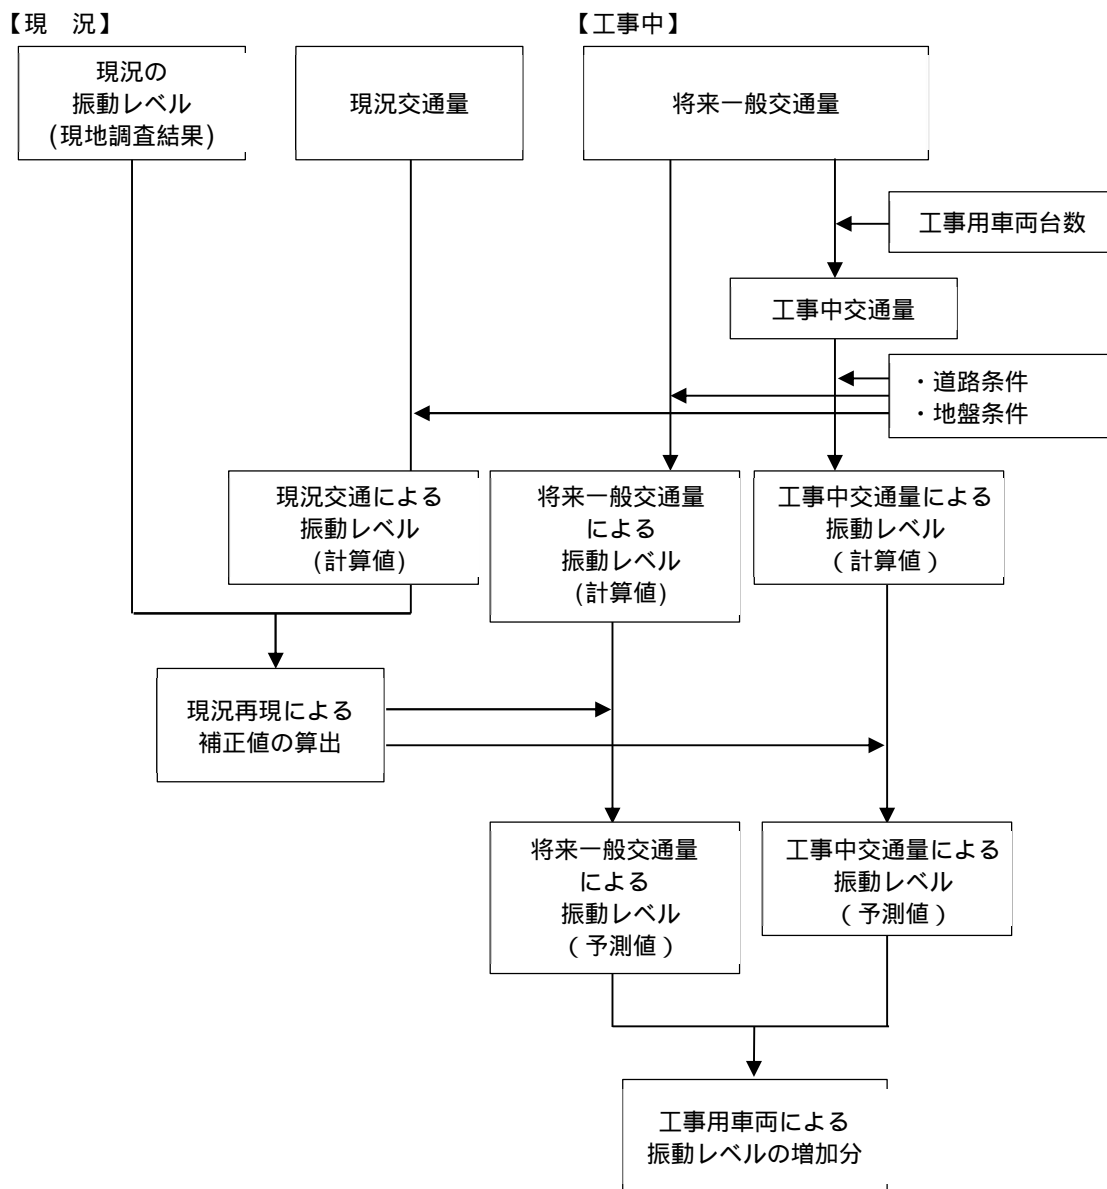 【現　況】
【工事中】
現況の
振動レベル
(現地調査結果)
現況交通量
将来一般交通量
工事用車両台数
工事中交通量
・道路条件
・地盤条件
現況交通による
振動レベル
(計算値)
将来一般交通量
による
振動レベル
(計算値)
工事中交通量による
振動レベル
（計算値）
現況再現による
補正値の算出
将来一般交通量
による
振動レベル
（予測値）
工事中交通量による
振動レベル
（予測値）
工事用車両による
振動レベルの増加分